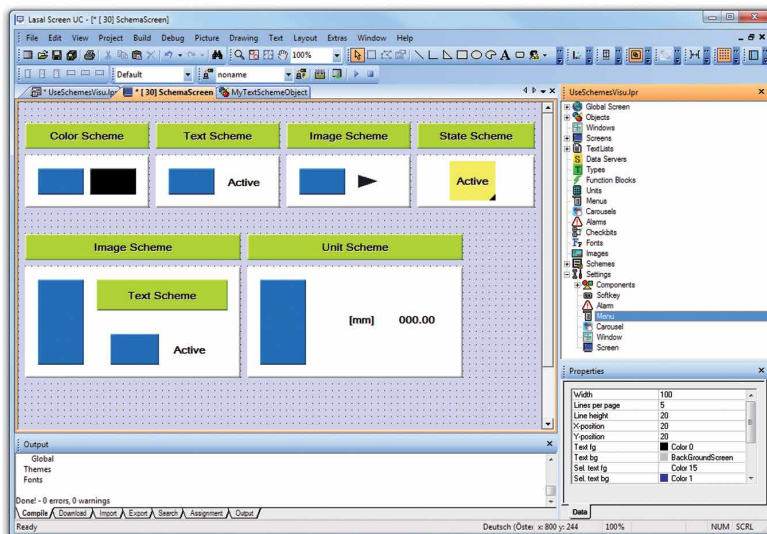 Lasal Screen UC - [* [ 30] SchemaScreen]
File Edit View Project Build Debug Picture Drawing Text Layout Extras Window Help
100%
Default noname
* UseSchemesVisu.lpr * [ 30] SchemaScreen MyTextSchemeObject
Color Scheme Text Scheme Image Scheme State Scheme
Active Active
Image Scheme Unit Scheme
Text Scheme
[mm] 000.00
Active
UseSchemesVisu.lpr
Global Screen
Objects
Windows
Screens
TextLists
Data Servers
Types
Function Blocks
Units
Menus
Carousels
Alarms
Checkbits
Fonts
Images
Schemes
Settings
Components
Softkey
Alarm
Menu
Carousel
Window
Screen
Properties
Width 100
Lines per page 5
Line height 20
X-position 20
Y-position 20
Text fg Color 0
Text bg BackGroundScreen
Sel. text fg Color 15
Sel. text bg Color 1
Data
Output
Global
Themes
Fonts
Done! - 0 errors, 0 warnings
Compile Download Import Export Search Assignment Output
Ready Deutsch (Öster x: 800 y: 244 100% NUM SCRL